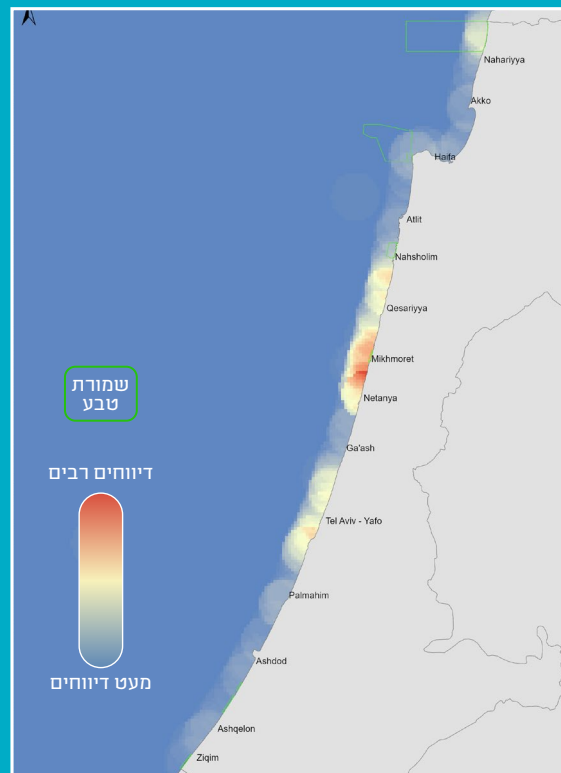 Nahariyya
Akko
Haifa
Atlit
Nahsholim
Qesariyya
Mikhmoret
Netanya
Ga'ash
Tel Aviv - Yafo
Palmahim
Ashdod
Ashqelon
Ziqim
שמורת
טבע
דיווחים רבים
מעט דיווחים